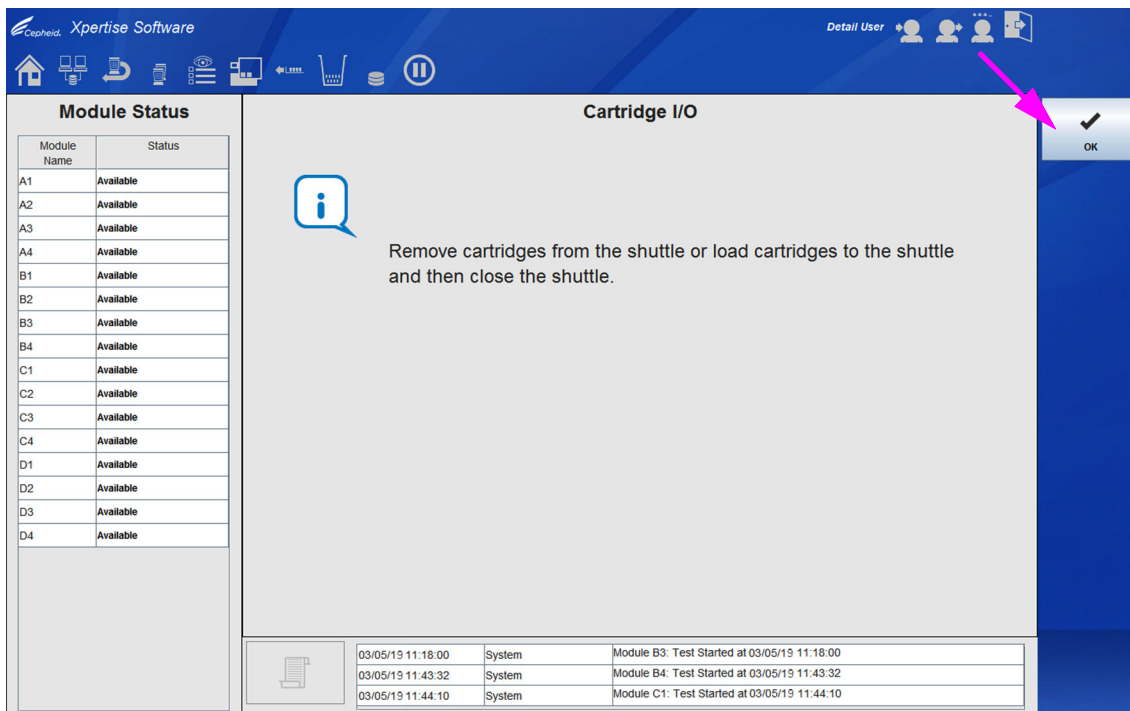 Cepheid. Xpertise Software
Detail User
Module Status
Cartridge I/O
OK
Module Name Status
A1 Available
A2 Available
A3 Available
A4 Available
B1 Available
B2 Available
B3 Available
B4 Available
C1 Available
C2 Available
C3 Available
C4 Available
D1 Available
D2 Available
D3 Available
D4 Available
Remove cartridges from the shuttle or load cartridges to the shuttle
and then close the shuttle.
03/05/19 11:18:00 System Module B3: Test Started at 03/05/19 11:18:00
03/05/19 11:43:32 System Module B4: Test Started at 03/05/19 11:43:32
03/05/19 11:44:10 System Module C1: Test Started at 03/05/19 11:44:10